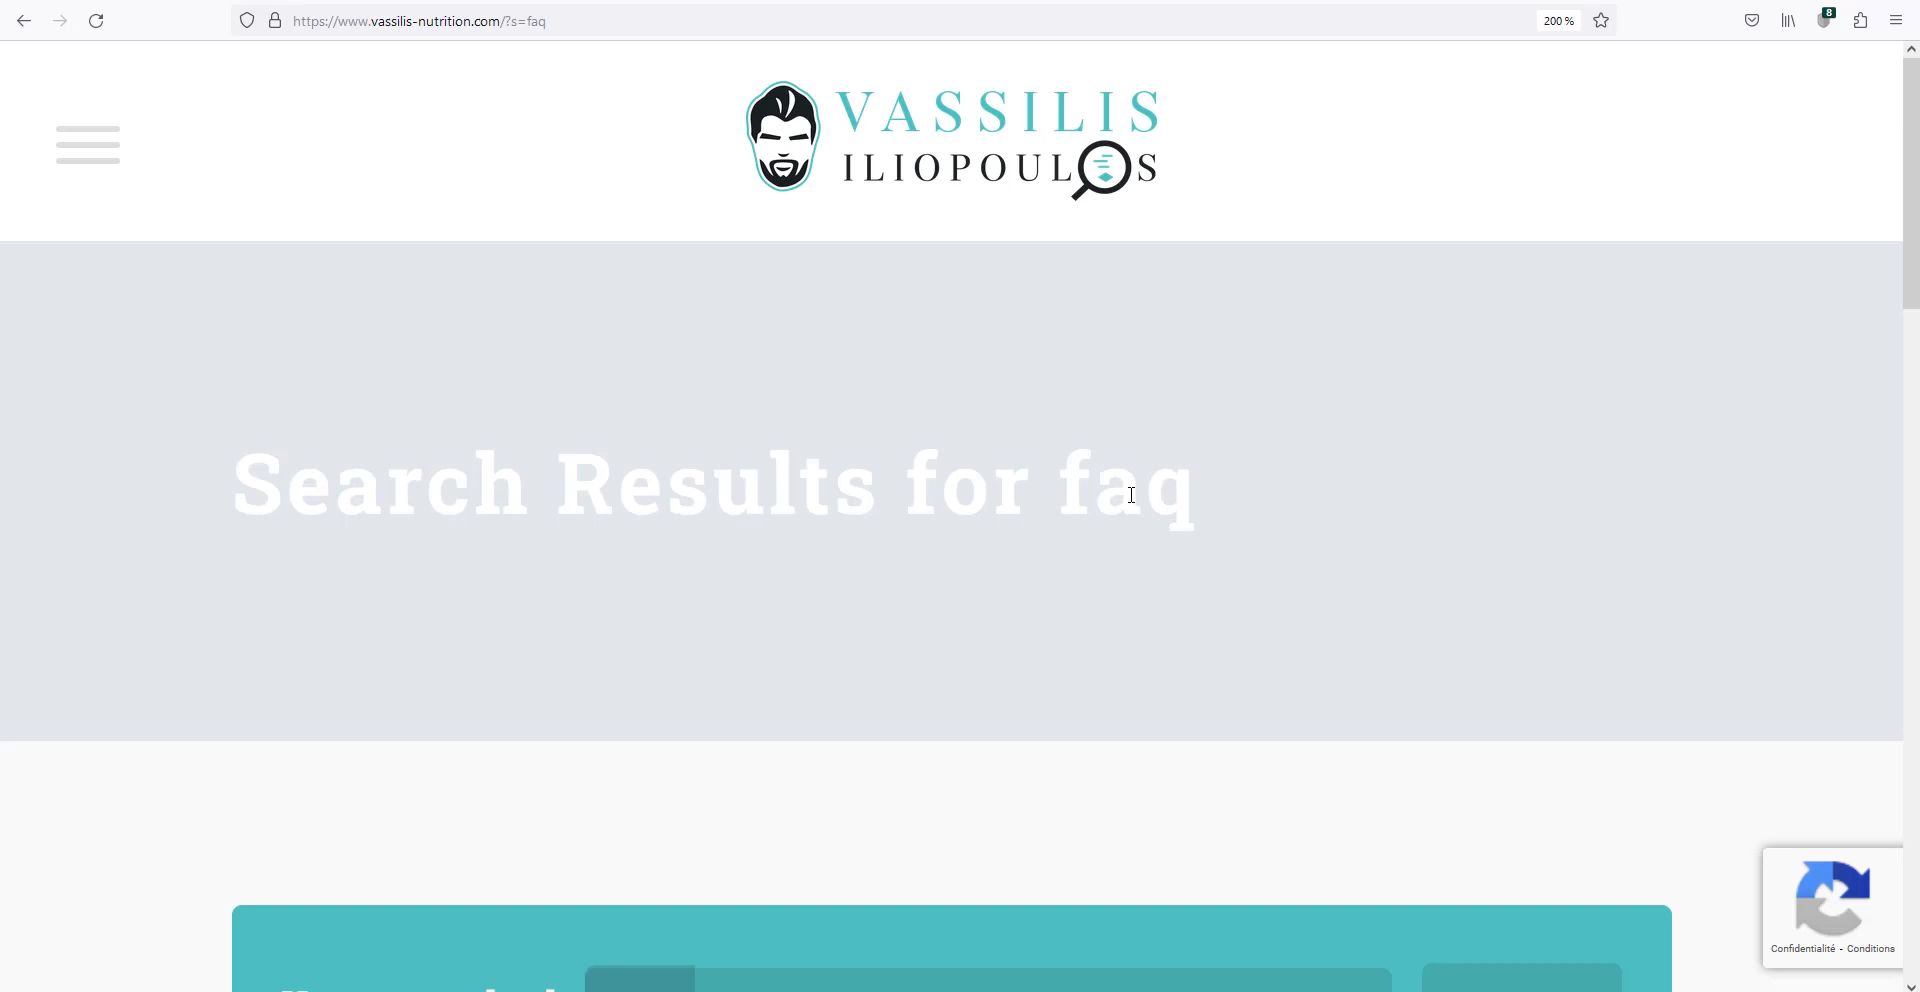 https://www.vassilis-nutrition.com/?s=faq
200 %
8
VASSILIS
ILIOPOULOS
Search Results for faq
Confidentialité - Conditions